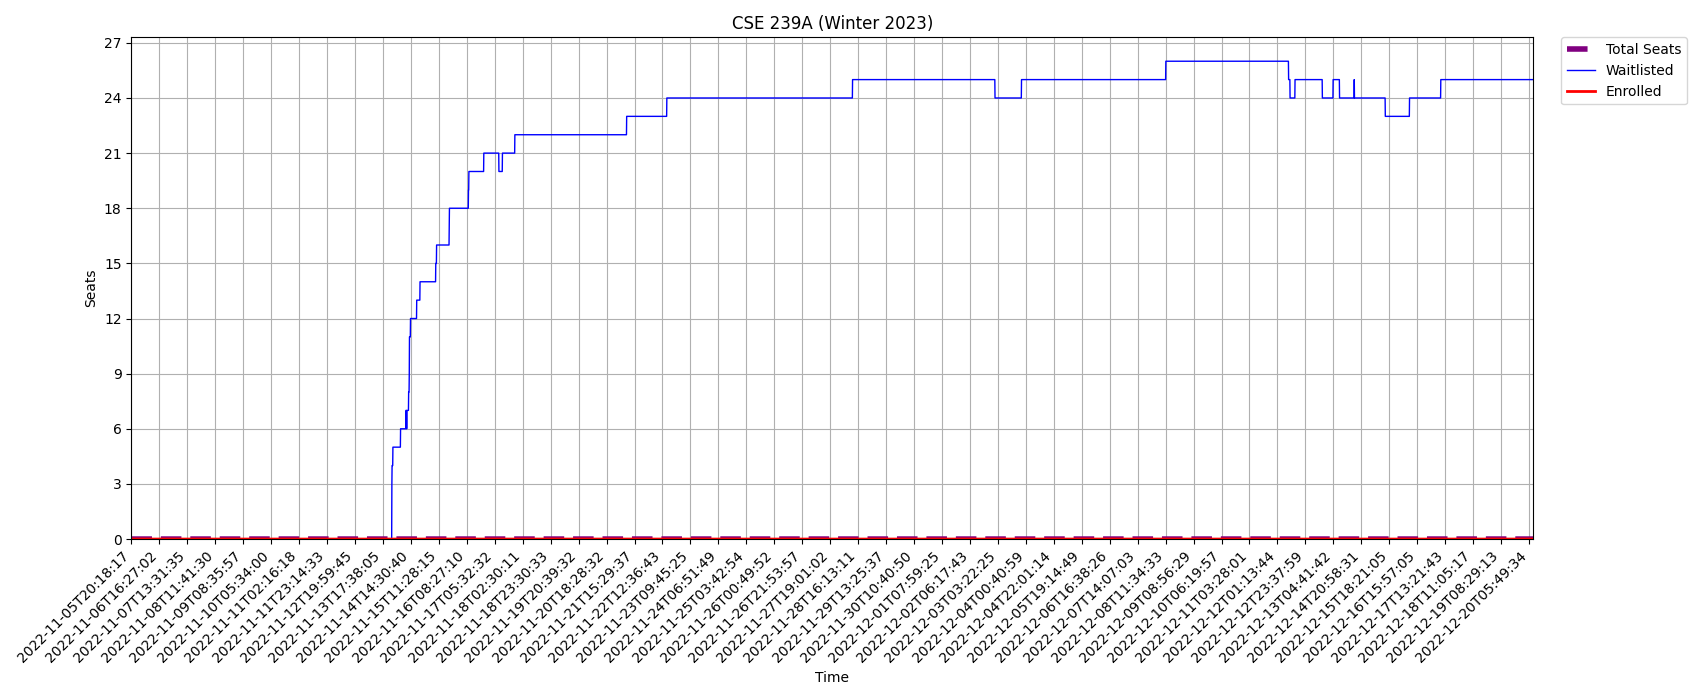 CSE 239A (Winter 2023)
Total Seats
Waitlisted
Enrolled
Seats
27
24
21
18
15
12
9
6
3
0
2022-11-05T20:18:17
2022-11-06T16:27:02
2022-11-07T13:31:35
2022-11-08T11:41:30
2022-11-09T08:35:57
2022-11-10T05:34:00
2022-11-11T02:16:18
2022-11-11T23:14:33
2022-11-12T19:59:45
2022-11-13T17:38:05
2022-11-14T14:30:40
2022-11-15T11:28:15
2022-11-16T08:27:10
2022-11-17T05:32:32
2022-11-18T02:30:11
2022-11-18T23:30:33
2022-11-19T20:39:32
2022-11-20T18:28:32
2022-11-21T15:29:37
2022-11-22T12:36:43
2022-11-23T09:45:25
2022-11-24T06:51:49
2022-11-25T03:42:54
2022-11-26T00:49:52
2022-11-26T21:53:57
2022-11-27T19:01:02
2022-11-28T16:13:11
2022-11-29T13:25:37
2022-11-30T10:40:50
2022-12-01T07:59:25
2022-12-02T06:17:43
2022-12-03T03:22:25
2022-12-04T00:40:59
2022-12-04T22:01:14
2022-12-05T19:14:49
2022-12-06T16:38:26
2022-12-07T14:07:03
2022-12-08T11:34:33
2022-12-09T08:56:29
2022-12-10T06:19:57
2022-12-11T03:28:01
2022-12-12T01:13:44
2022-12-12T23:37:59
2022-12-13T04:41:42
2022-12-14T20:58:31
2022-12-15T18:21:05
2022-12-16T15:57:05
2022-12-17T13:21:43
2022-12-18T11:05:17
2022-12-19T08:29:13
2022-12-20T05:49:34
Time